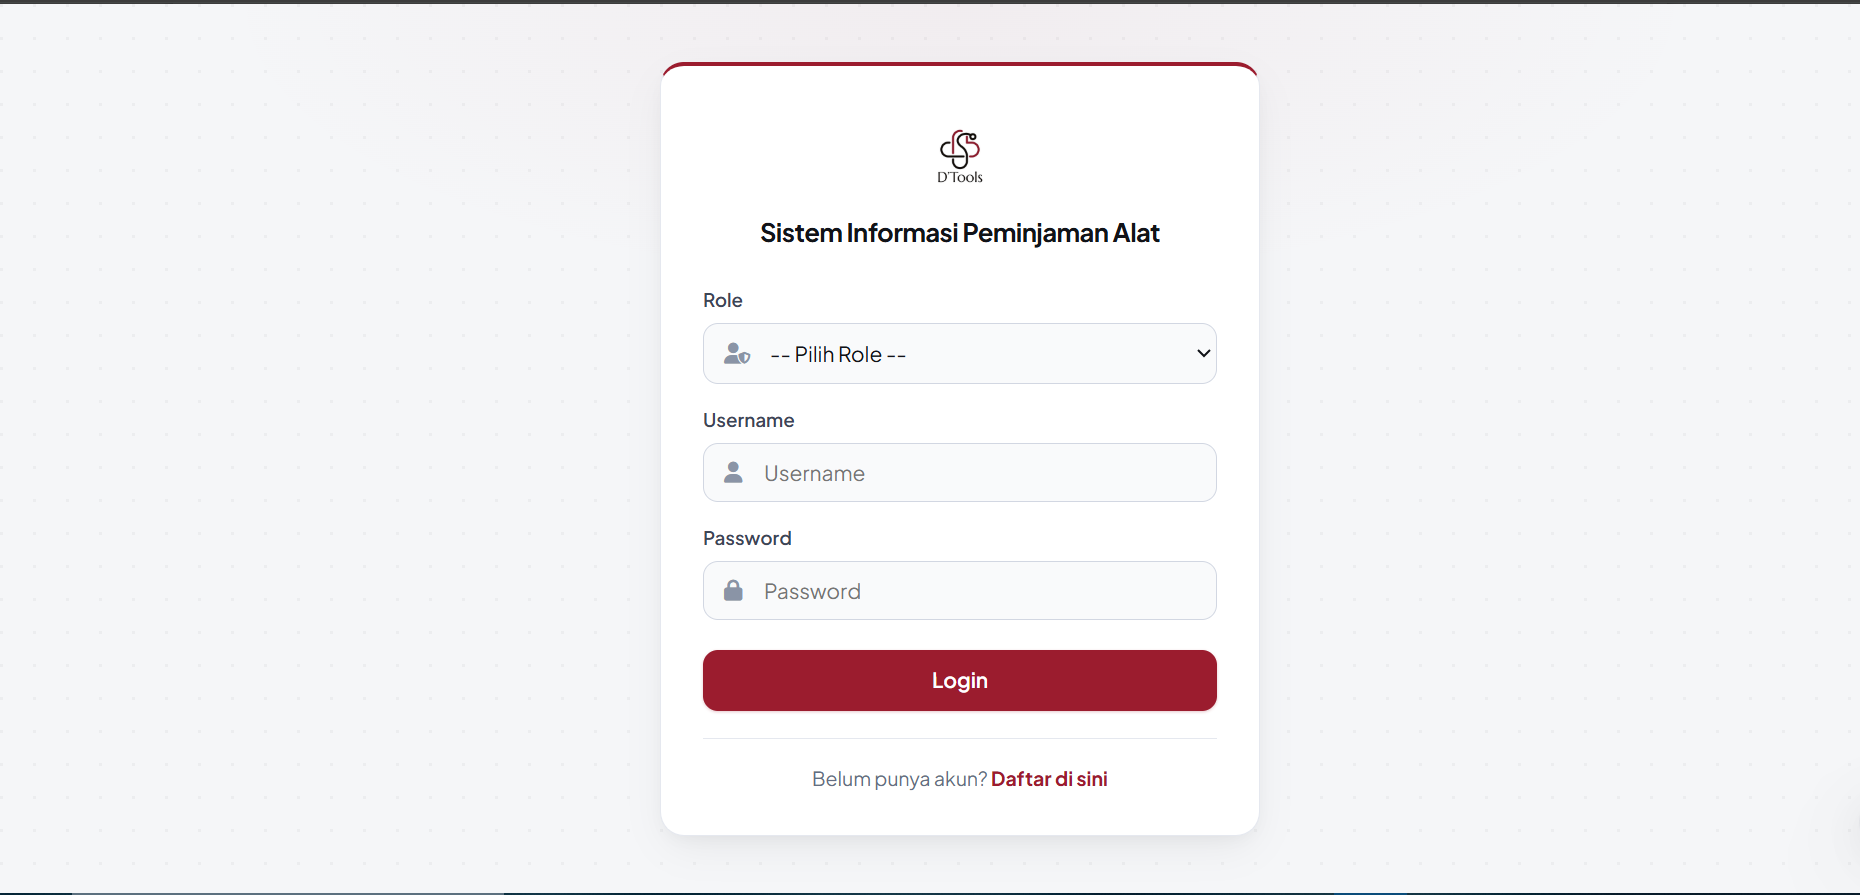 D'Tools
Sistem Informasi Peminjaman Alat
Role
-- Pilih Role --
Username
Username
Password
Password
Login
Belum punya akun? Daftar di sini